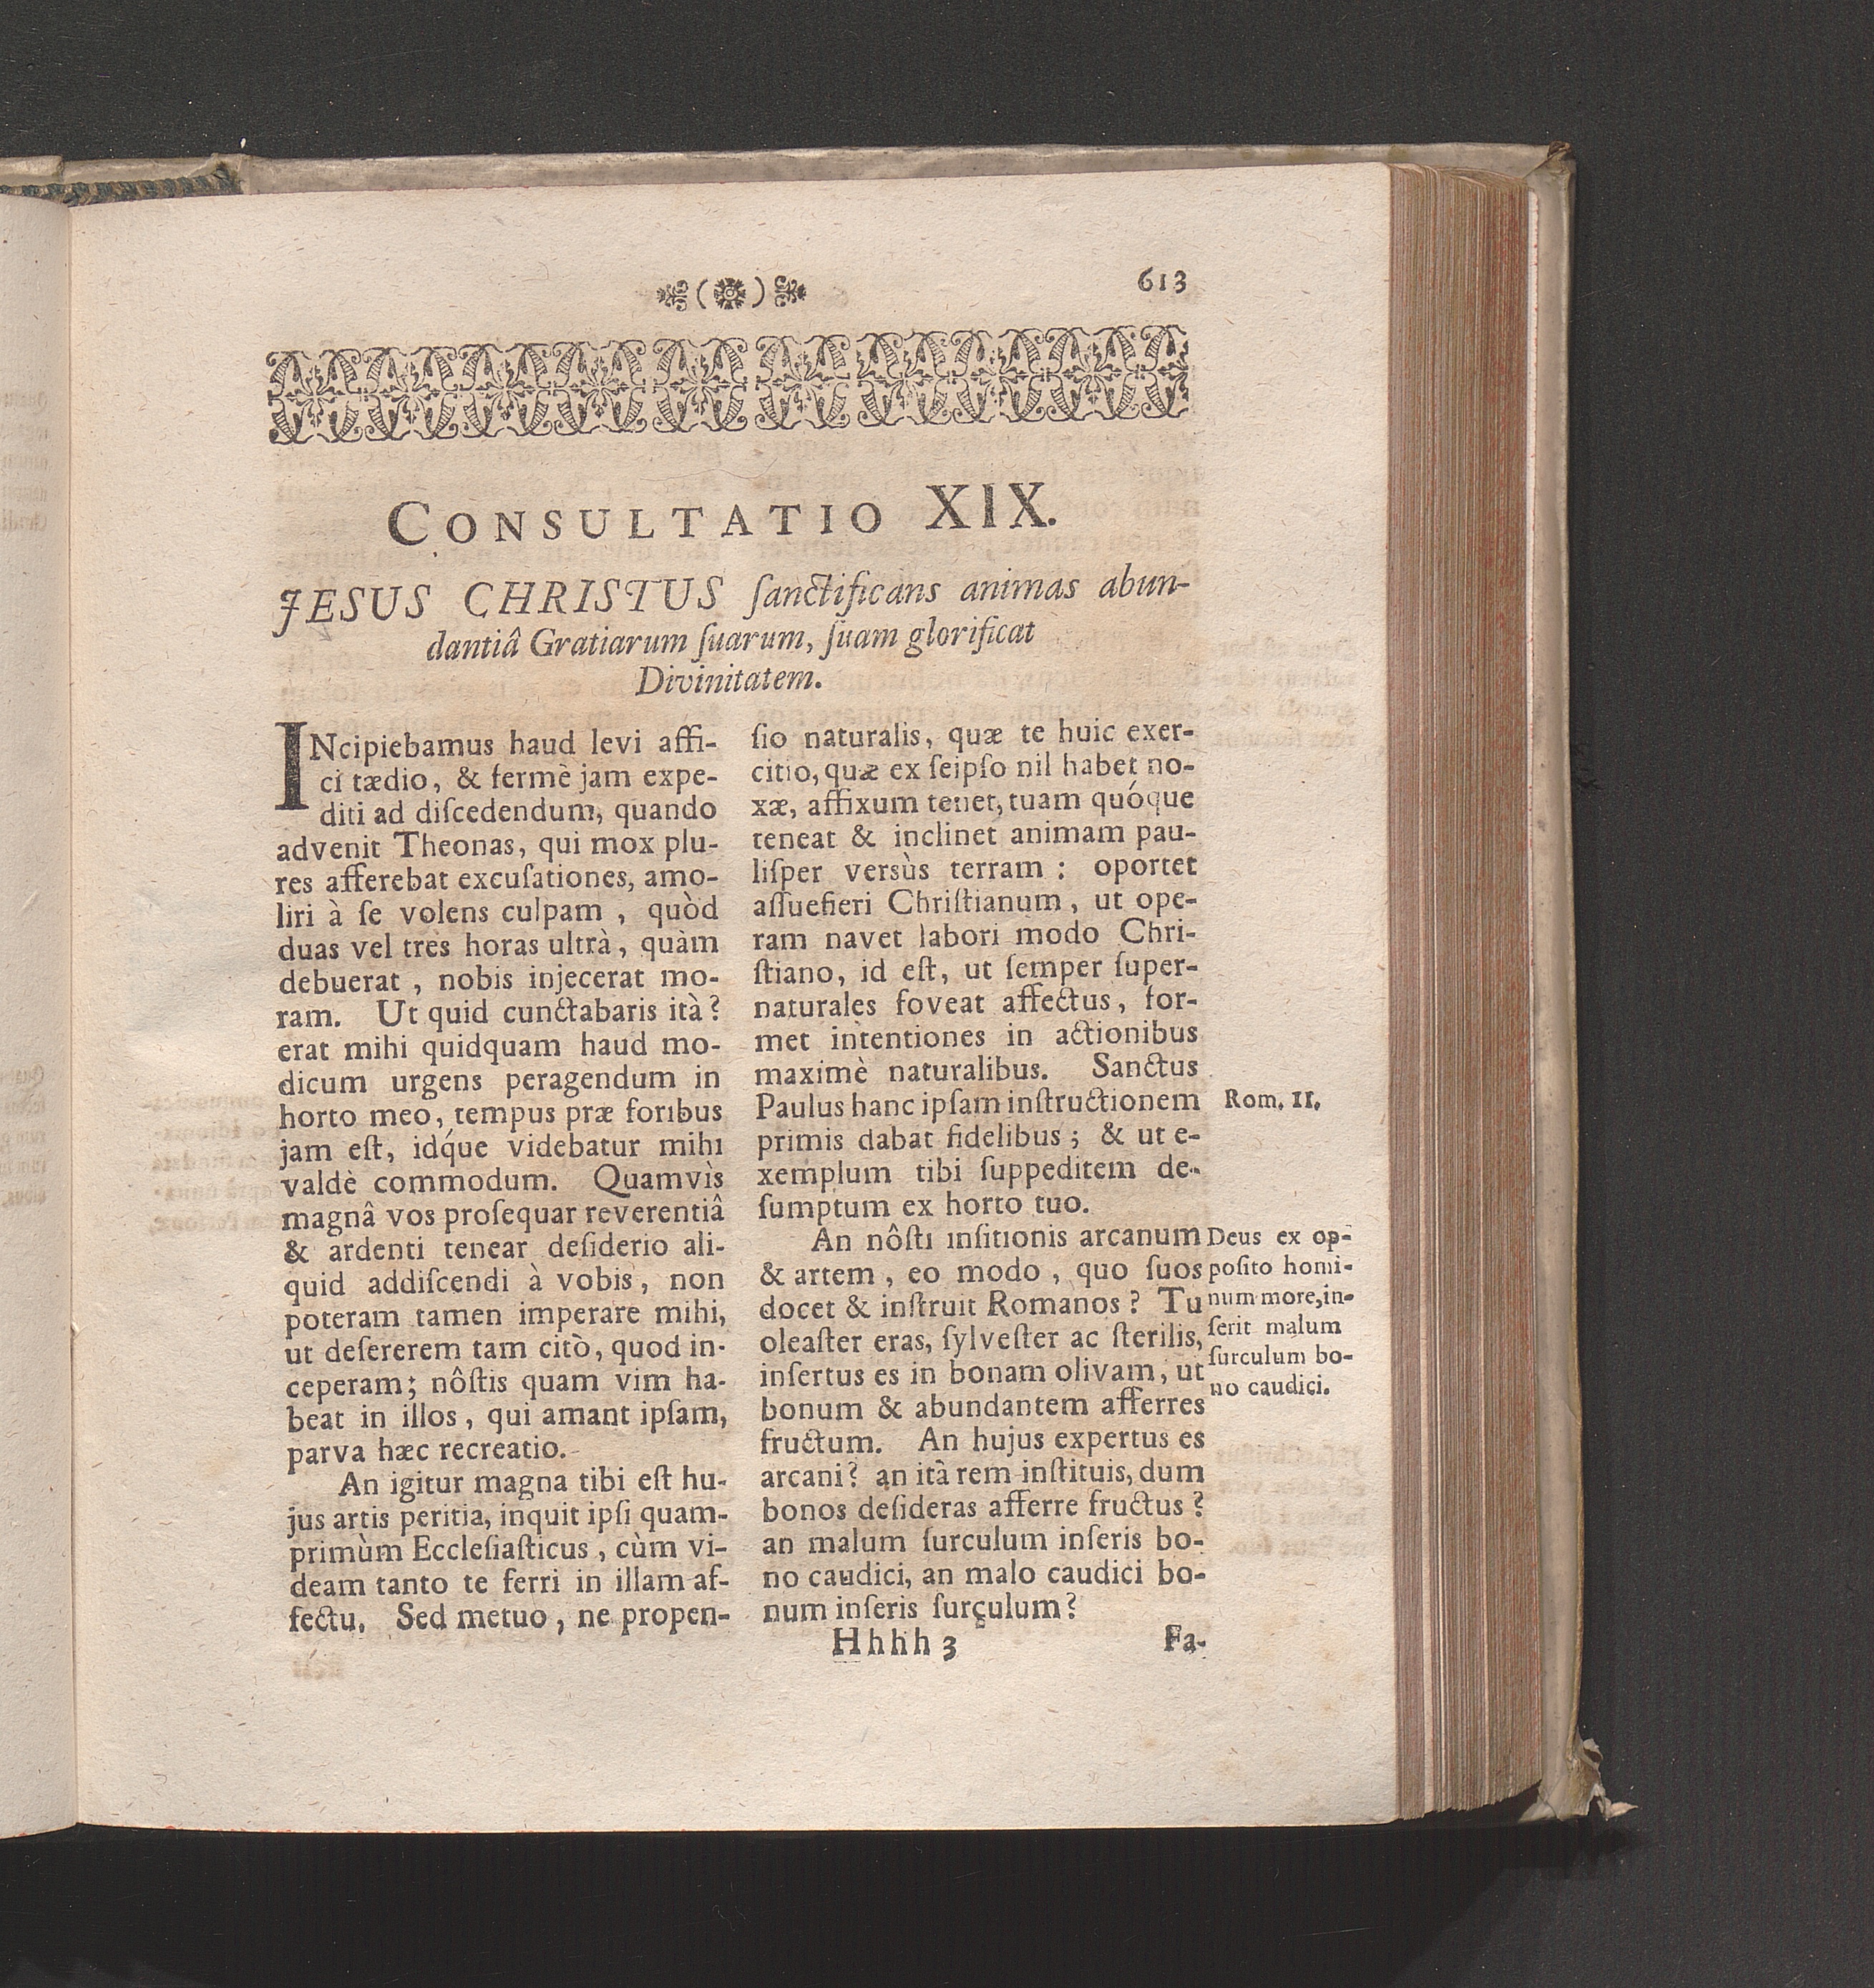 613
CONSULTATIO XIX.
JESUS CHRISTUS ſanctificans animas abun-
dantiâ Gratiarum ſuarum, ſuam glorificat
Divinitatem.
INcipiebamus haud levi affi-
ci tædio, & fermè jam expe-
diti ad diſcedendum, quando
advenit Theonas, qui mox plu-
res afferebat excuſationes, amo-
liri à ſe volens culpam, quòd
duas vel tres horas ultrà, quàm
debuerat, nobis injecerat mo-
ram. Ut quid cunctabaris ità?
erat mihi quidquam haud mo-
dicum urgens peragendum in
horto meo, tempus præ foribus
jam eſt, idq́ue videbatur mihi
valdè commodum. Quamvìs
magnâ vos proſequar reverentiâ
& ardenti tenear deſiderio ali-
quid addiſcendi à vobis, non
poteram tamen imperare mihi,
ut deſererem tam citò, quod in-
ceperam; nôſtis quam vim ha-
beat in illos, qui amant ipſam,
parva hæc recreatio.
An igitur magna tibi eſt hu-
jus artis peritia, inquit ipſi quam-
primùm Eccleſiaſticus, cùm vi-
deam tanto te ferri in illam af-
fectu. Sed metuo, ne propen-
ſio naturalis, quæ te huic exer-
citio, quæ ex ſeipſo nil habet no-
xæ, affixum tenet, tuam quóque
teneat & inclinet animam pau-
liſper versùs terram: oportet
aſſuefieri Chriſtianum, ut ope-
ram navet labori modo Chri-
ſtiano, id eſt, ut ſemper ſuper-
naturales foveat affectus, for-
met intentiones in actionibus
maximè naturalibus. Sanctus
Paulus hanc ipſam inſtructionem
primis dabat fidelibus; & ut e-
xemplum tibi ſuppeditem de-
ſumptum ex horto tuo.
An nôſti inſitionis arcanum
& artem, eo modo, quo ſuos
docet & inſtruit Romanos? Tu
oleaſter eras, ſylveſter ac ſterilis,
inſertus es in bonam olivam, ut
bonum & abundantem afferres
fructum. An hujus expertus es
arcani? an ità rem inſtituis, dum
bonos deſideras afferre fructus?
an malum ſurculum inſeris bo-
no caudici, an malo caudici bo-
num inſeris ſurculum?
Rom. 11.
Deus ex op-
poſito homi-
num more, in-
ſerit malum
ſurculum bo-
no caudici.
Hhhh 3
Fa-